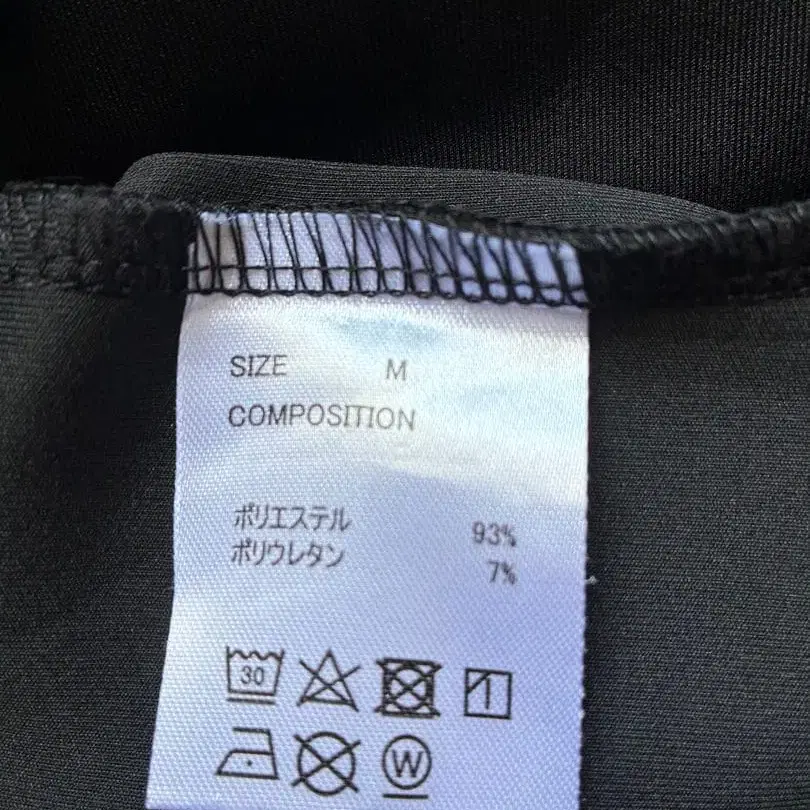 SIZE M
COMPOSITION
ポリエステル 93%
ポリウレタン 7%
30
W